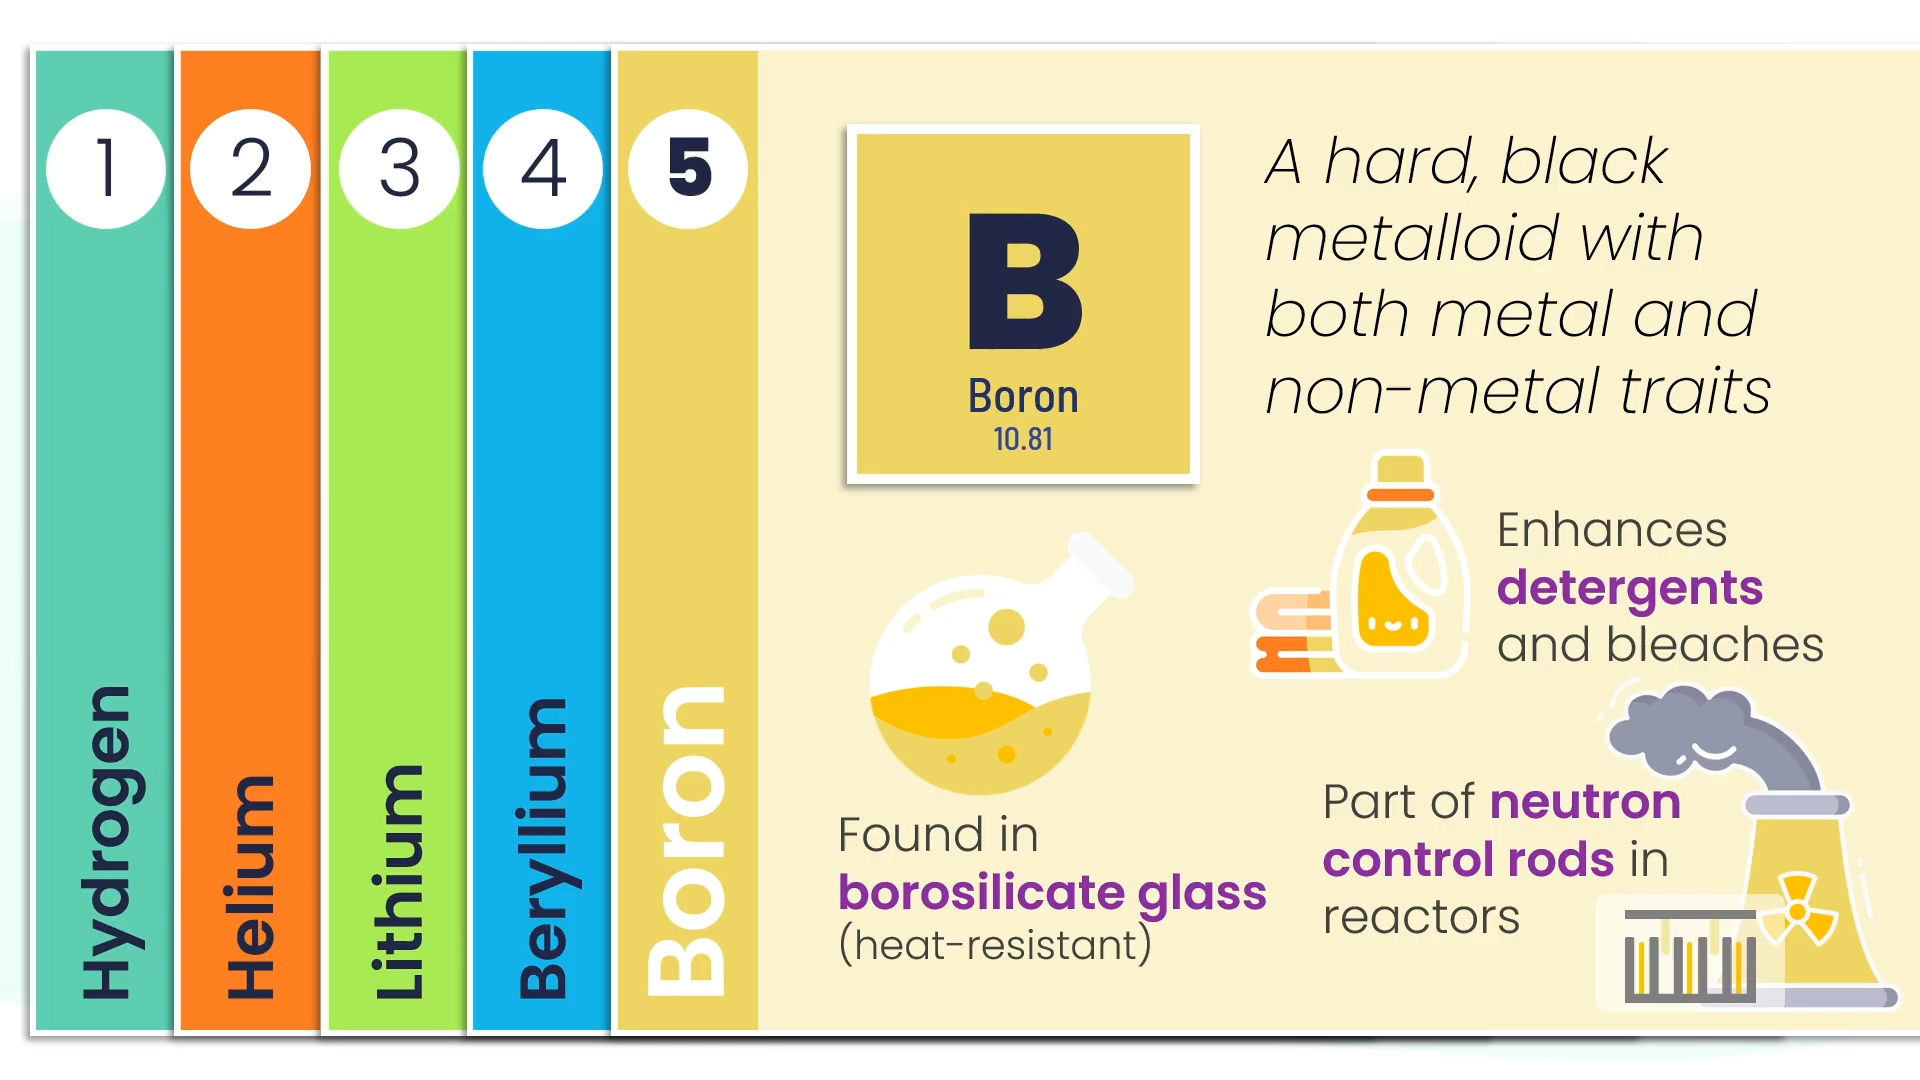 1
Hydrogen
2
Helium
3
Lithium
4
Beryllium
5
Boron
B
Boron
10.81
A hard, black
metalloid with
both metal and
non-metal traits
Enhances
detergents
and bleaches
Found in
borosilicate glass
(heat-resistant)
Part of neutron
control rods in
reactors